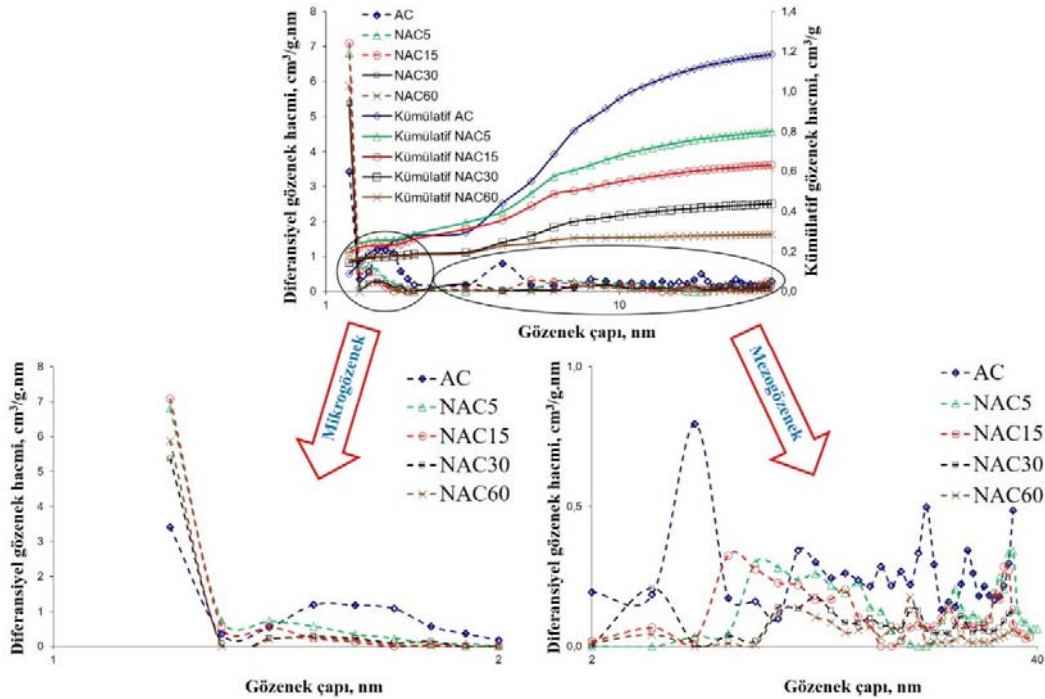 Diferansiyel gözenek hacmi, cm³/g.nm
8
7
6
5
4
3
2
1
0
AC
NAC5
NAC15
NAC30
NAC60
Kümülatif AC
Kümülatif NAC5
Kümülatif NAC15
Kümülatif NAC30
Kümülatif NAC60
1,4
1,2
1,0
0,8
0,6
0,4
0,2
0,0
Kümülatif gözenek hacmi, cm³/g
1
10
Gözenek çapı, nm
Mikrogözenek
Mezogözenek
Diferansiyel gözenek hacmi, cm³/g.nm
8
7
6
5
4
3
2
1
0
AC
NAC5
NAC15
NAC30
NAC60
1
2
Gözenek çapı, nm
Diferansiyel gözenek hacmi, cm³/g.nm
1,0
0,5
0,0
AC
NAC5
NAC15
NAC30
NAC60
2
40
Gözenek çapı, nm